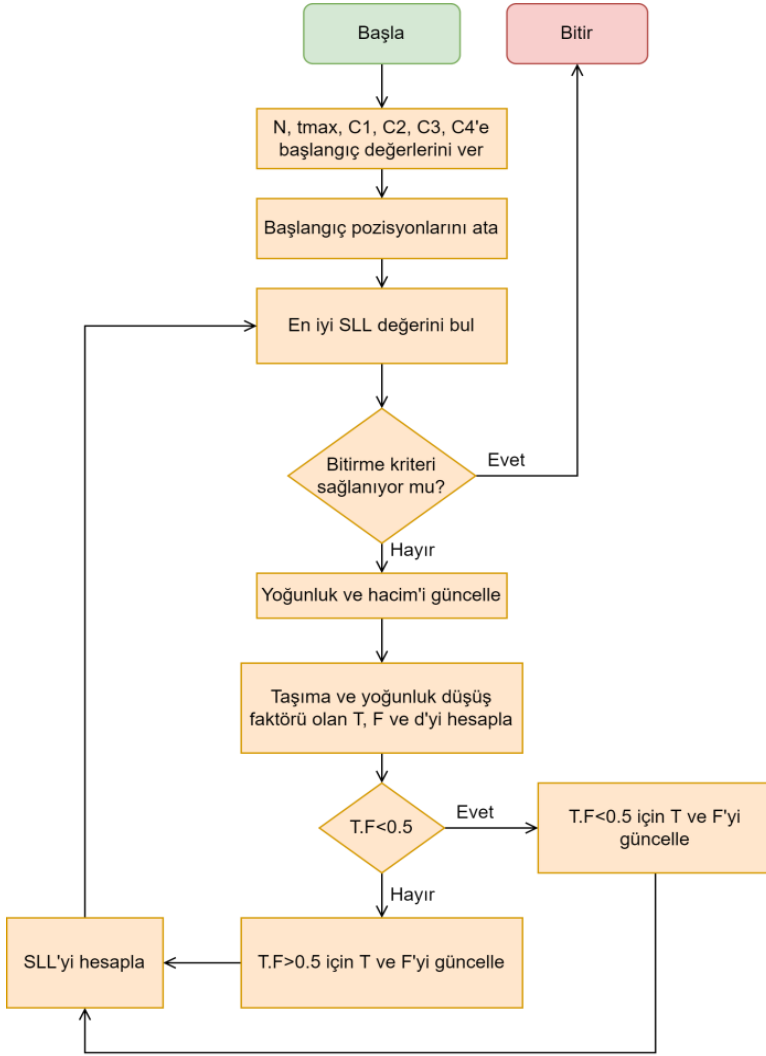 Başla
Bitir
N, tmax, C1, C2, C3, C4'e
başlangıç değerlerini ver
Başlangıç pozisyonlarını ata
En iyi SLL değerini bul
Bitirme kriteri
sağlanıyor mu?
Evet
Hayır
Yoğunluk ve hacim'i güncelle
Taşıma ve yoğunluk düşüş
faktörü olan T, F ve d'yi hesapla
T.F<0.5
Evet
T.F<0.5 için T ve F'yi
güncelle
Hayır
T.F>0.5 için T ve F'yi güncelle
SLL'yi hesapla